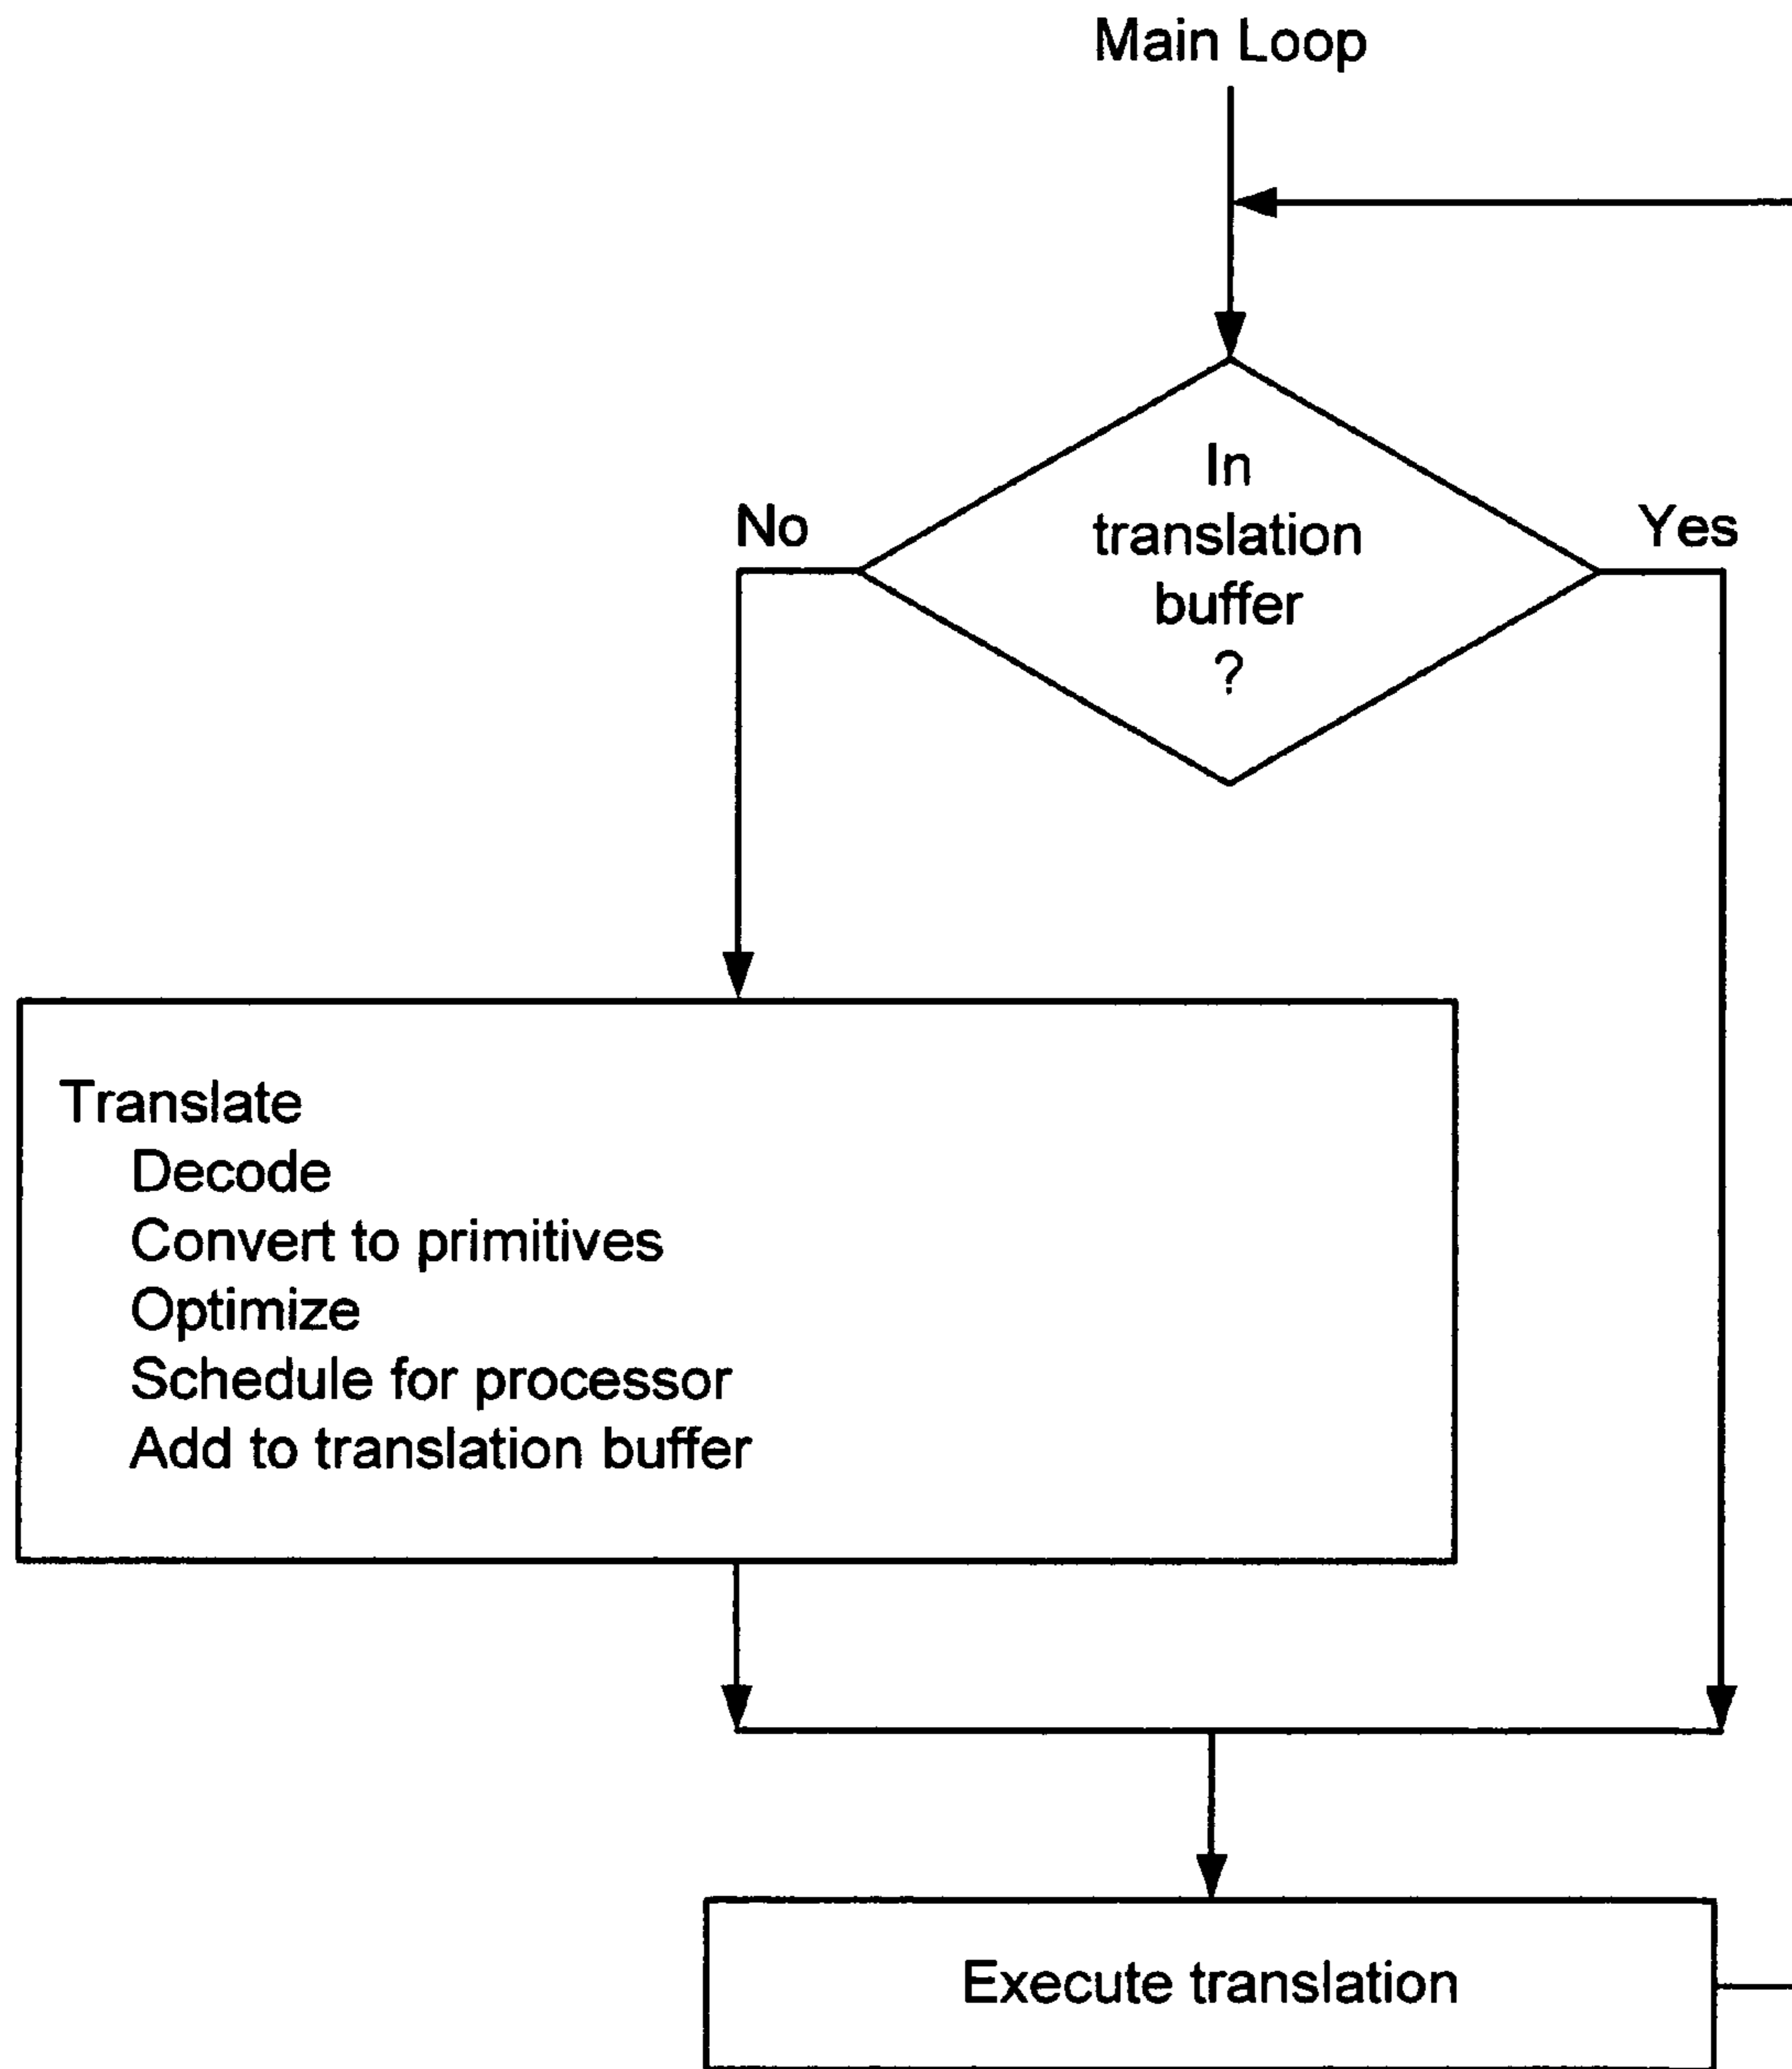 Main Loop
In
translation
buffer
?
No
Yes
Translate
Decode
Convert to primitives
Optimize
Schedule for processor
Add to translation buffer
Execute translation